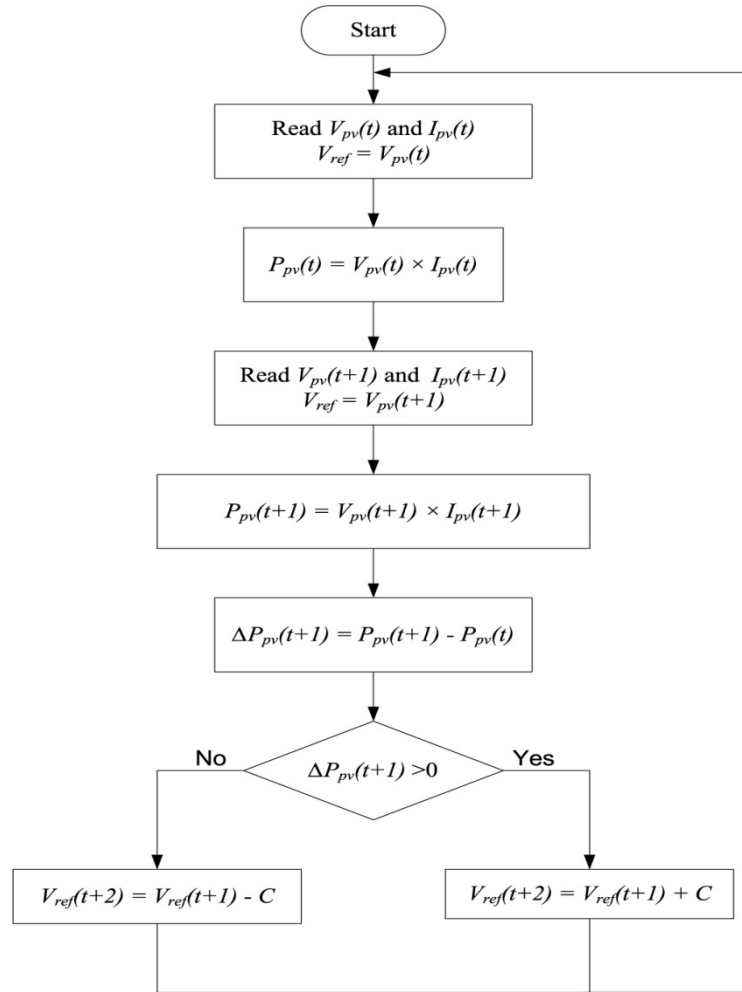 Start
Read Vpv(t) and Ipv(t)
Vref = Vpv(t)
Ppv(t) = Vpv(t) × Ipv(t)
Read Vpv(t+1) and Ipv(t+1)
Vref = Vpv(t+1)
Ppv(t+1) = Vpv(t+1) × Ipv(t+1)
ΔPpv(t+1) = Ppv(t+1) - Ppv(t)
No
Yes
ΔPpv(t+1) >0
Vref(t+2) = Vref(t+1) - C
Vref(t+2) = Vref(t+1) + C